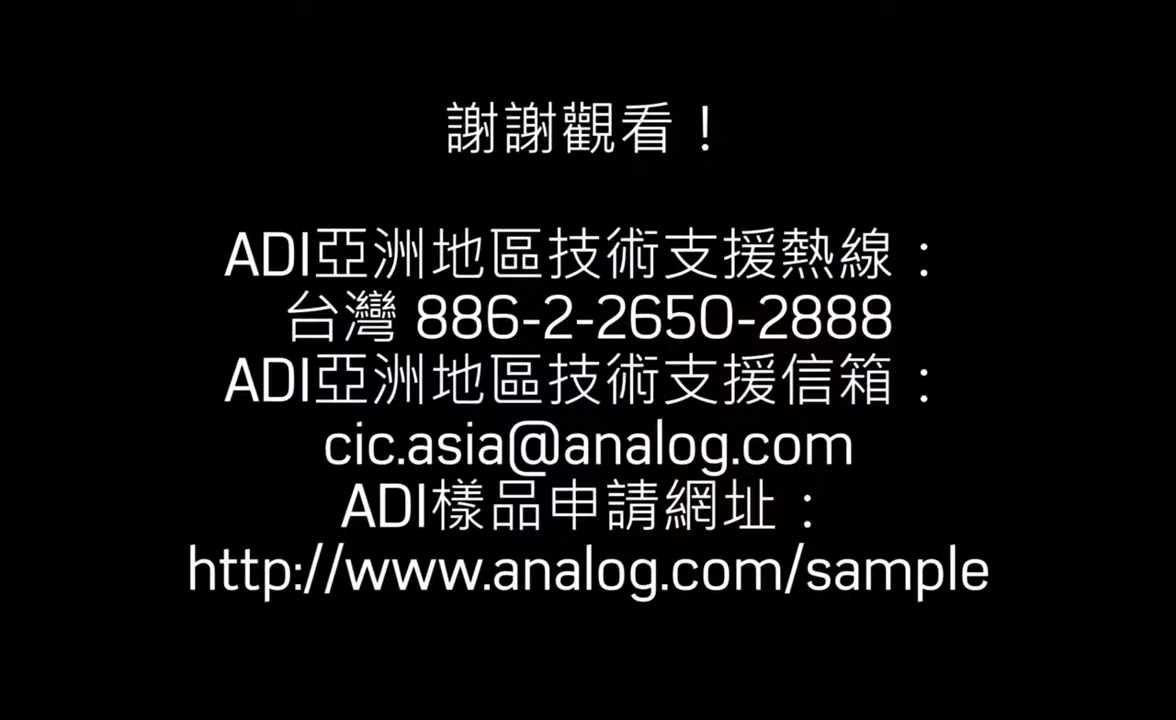 謝謝觀看！
ADI亞洲地區技術支援熱線：
台灣 886-2-2650-2888
ADI亞洲地區技術支援信箱：
cic.asia@analog.com
ADI樣品申請網址：
http://www.analog.com/sample